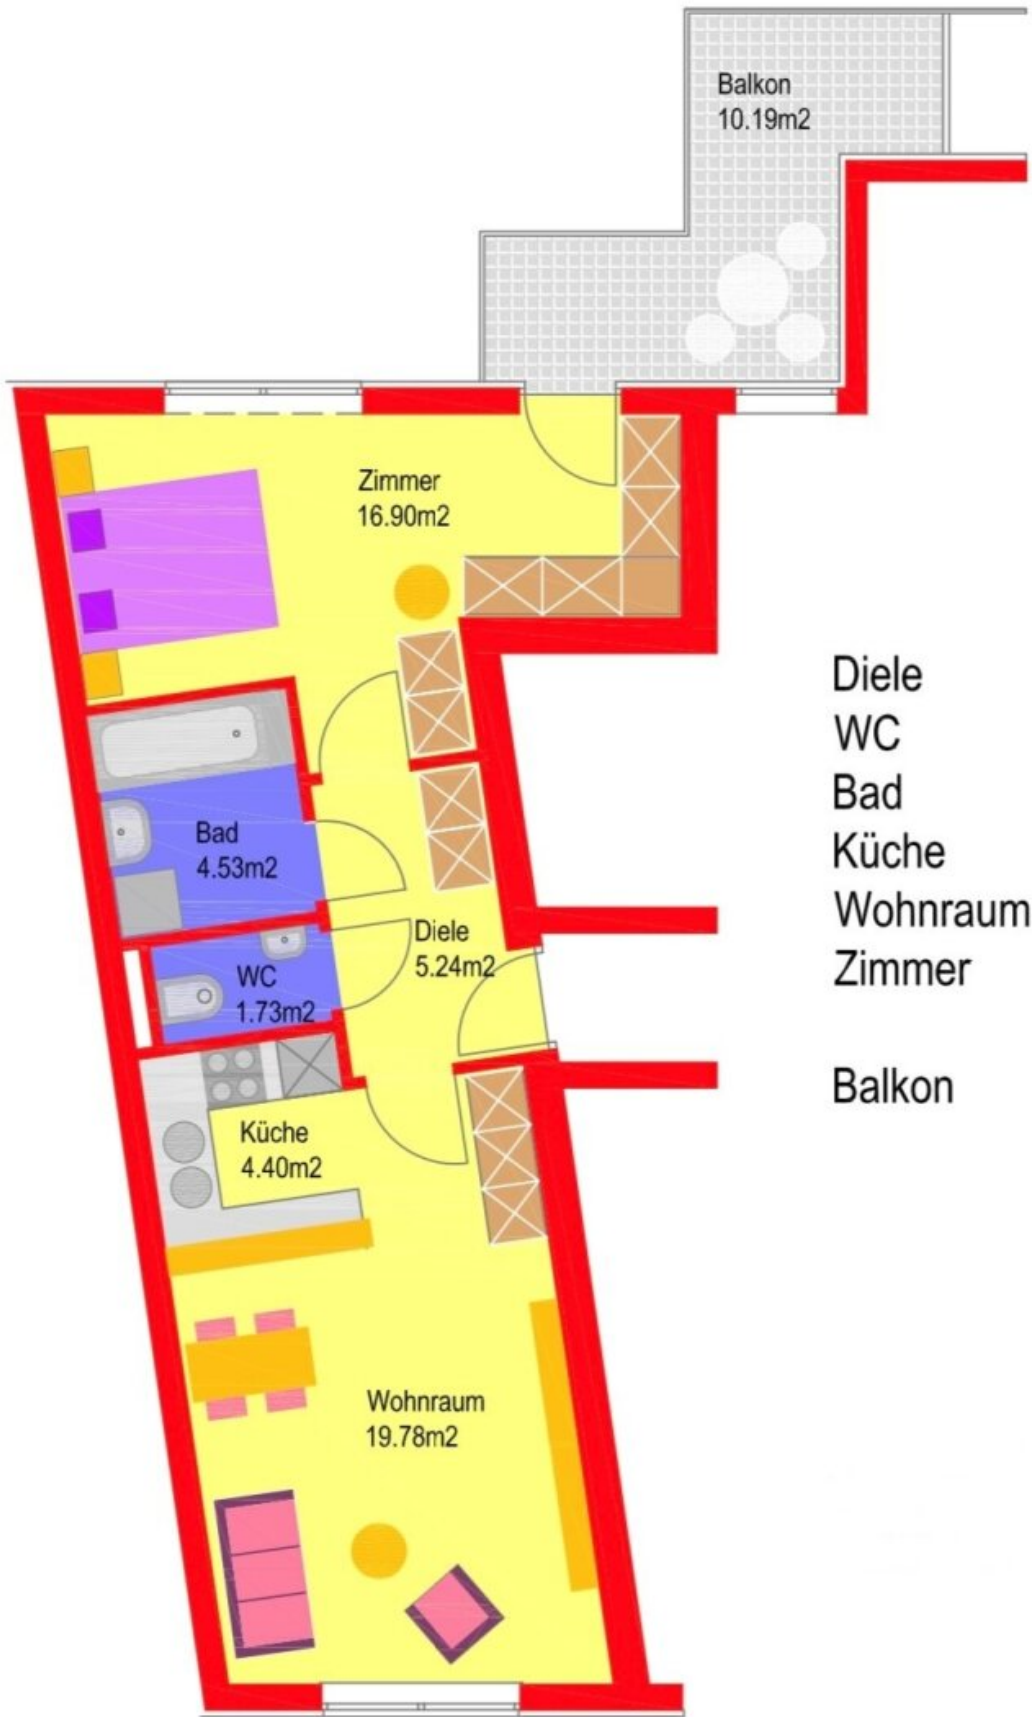 Balkon
10.19m2
Zimmer
16.90m2
Bad
4.53m2
Diele
5.24m2
WC
1.73m2
Küche
4.40m2
Wohnraum
19.78m2
Diele
WC
Bad
Küche
Wohnraum
Zimmer
Balkon